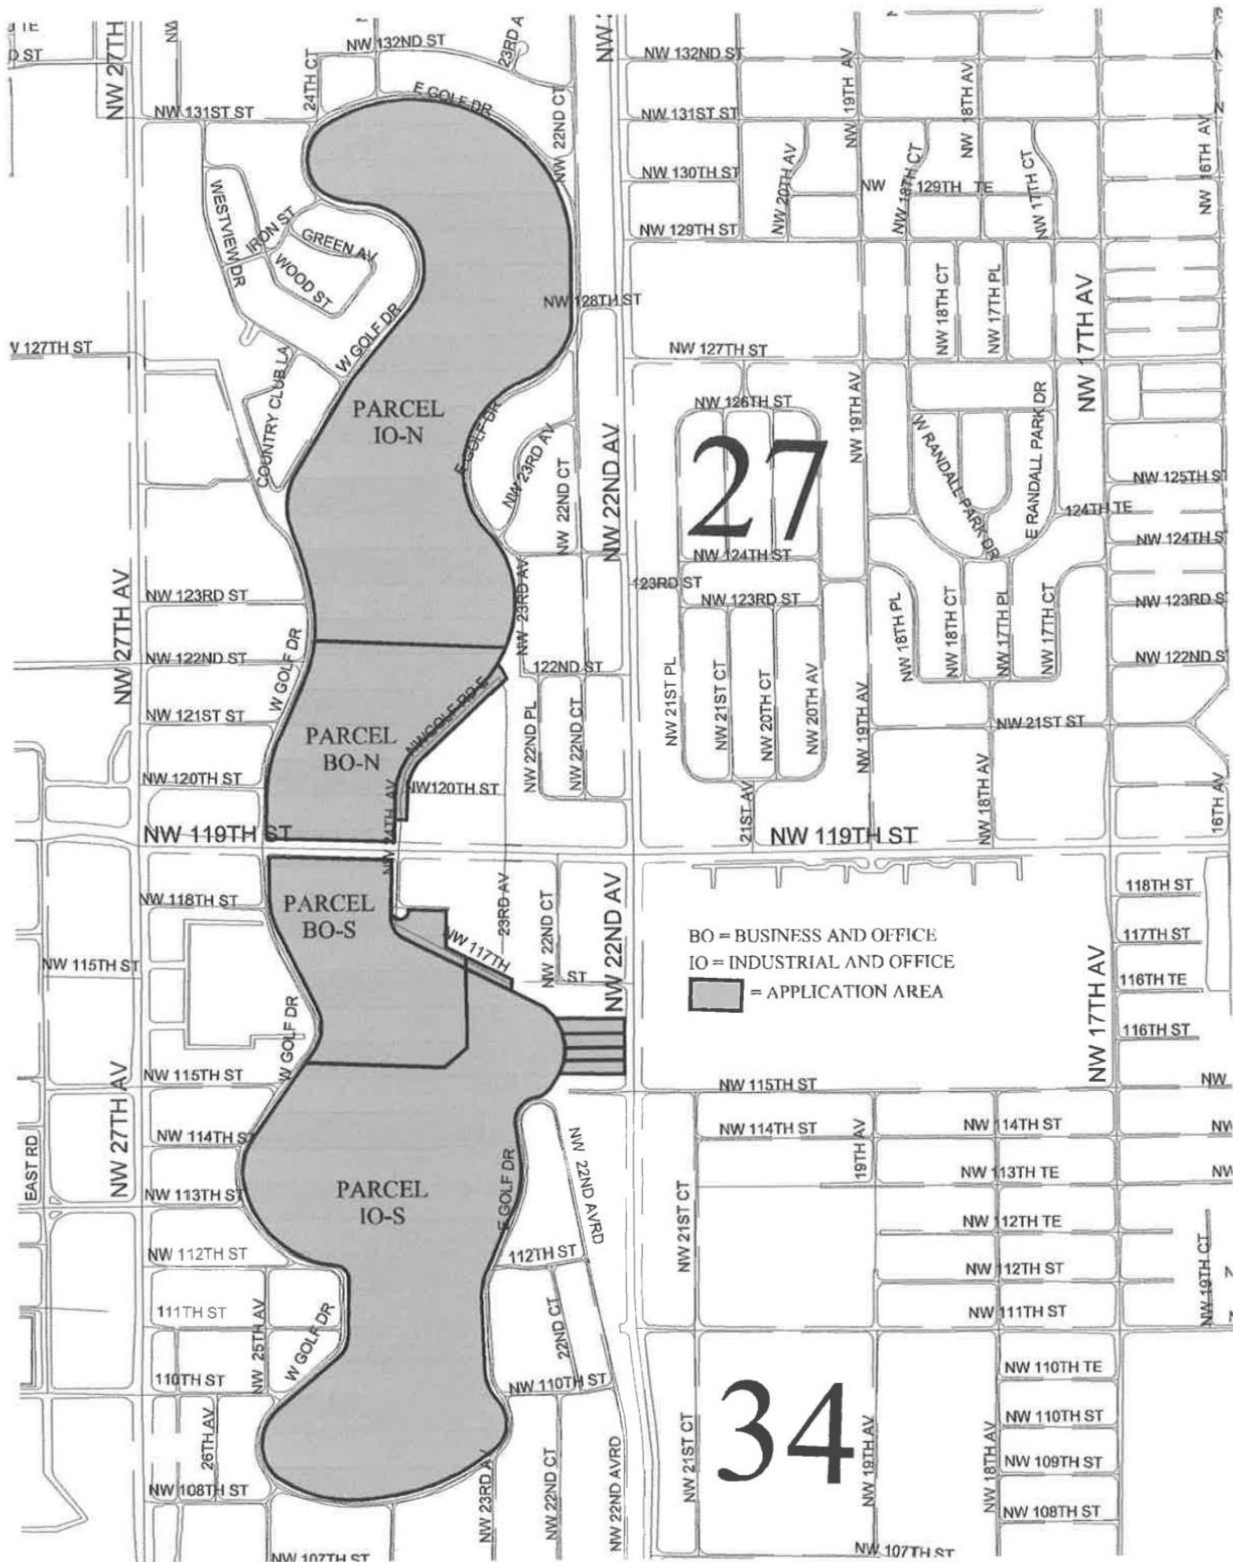 NW 27TH
D ST
24TH CT
NW 132ND ST
NW 132ND ST
NW 19TH AV
NW 18TH AV
E GOLF DR
NW 131ST ST
NW 22ND CT
NW 131ST ST
NW 130TH ST
NW 20TH AV
NW 18TH CT
NW
129TH TE
NW 17TH CT
NW 16TH AV
NW 129TH ST
WESTVIEW DR
IRON ST
GREEN AV
WOOD ST
W GOLF DR
NW 128TH ST
NW 18TH CT
NW 17TH PL
NW 17TH AV
NW 127TH ST
COUNTRY CLUB LA
NW 127TH ST
PARCEL
IO-N
E GOLF DR
NW 23RD AV
NW 22ND CT
NW 22ND AV
NW 126TH ST
27
NW 19TH AV
W RANDALL PARK DR
E RANDALL PARK DR
124TH TE
NW 125TH ST
NW 124TH ST
NW 124TH S
NW 27TH AV
NW 123RD ST
NW 23RD AV
123RD ST
NW 123RD ST
NW 18TH PL
NW 18TH CT
NW 17TH PL
NW 17TH CT
NW 123RD S
NW 122ND ST
W GOLF DR
122ND ST
NW 122ND S
NW 121ST ST
PARCEL
BO-N
NW GOLF RD E
NW 22ND PL
NW 22ND CT
NW 21ST PL
NW 21ST CT
NW 20TH CT
NW 20TH AV
NW 19TH AV
NW 21ST ST
NW 120TH ST
NW 24TH AV
NW120TH ST
21ST AV
NW 18TH AV
16TH AV
NW 119TH ST
NW 119TH ST
NW 118TH ST
PARCEL
BO-S
23RD AV
NW 22ND CT
NW 22ND AV
118TH ST
NW 117TH
ST
BO = BUSINESS AND OFFICE
IO = INDUSTRIAL AND OFFICE
= APPLICATION AREA
NW 17TH AV
117TH ST
NW 115TH ST
116TH TE
116TH ST
W GOLF DR
NW 115TH ST
NW 115TH ST
NW
NW 27TH AV
NW 114TH ST
NW 114TH ST
19TH AV
NW 114TH ST
EAST RD
NW 113TH ST
PARCEL
IO-S
E GOLF DR
NW 22ND AVRD
NW 21ST CT
NW 113TH TE
NW 112TH TE
NW 112TH ST
112TH ST
NW 112TH ST
NW 19TH CT
111TH ST
NW 25TH AV
W GOLF DR
22ND CT
NW 111TH ST
110TH ST
NW 110TH ST
NW 110TH TE
34
26TH AV
NW 21ST CT
NW 19TH AV
NW 18TH AV
NW 110TH ST
NW 109TH ST
NW 108TH ST
NW 23RD AV
NW 22ND CT
NW 22ND AVRD
NW 108TH ST
NW 107TH ST
NW 107TH ST